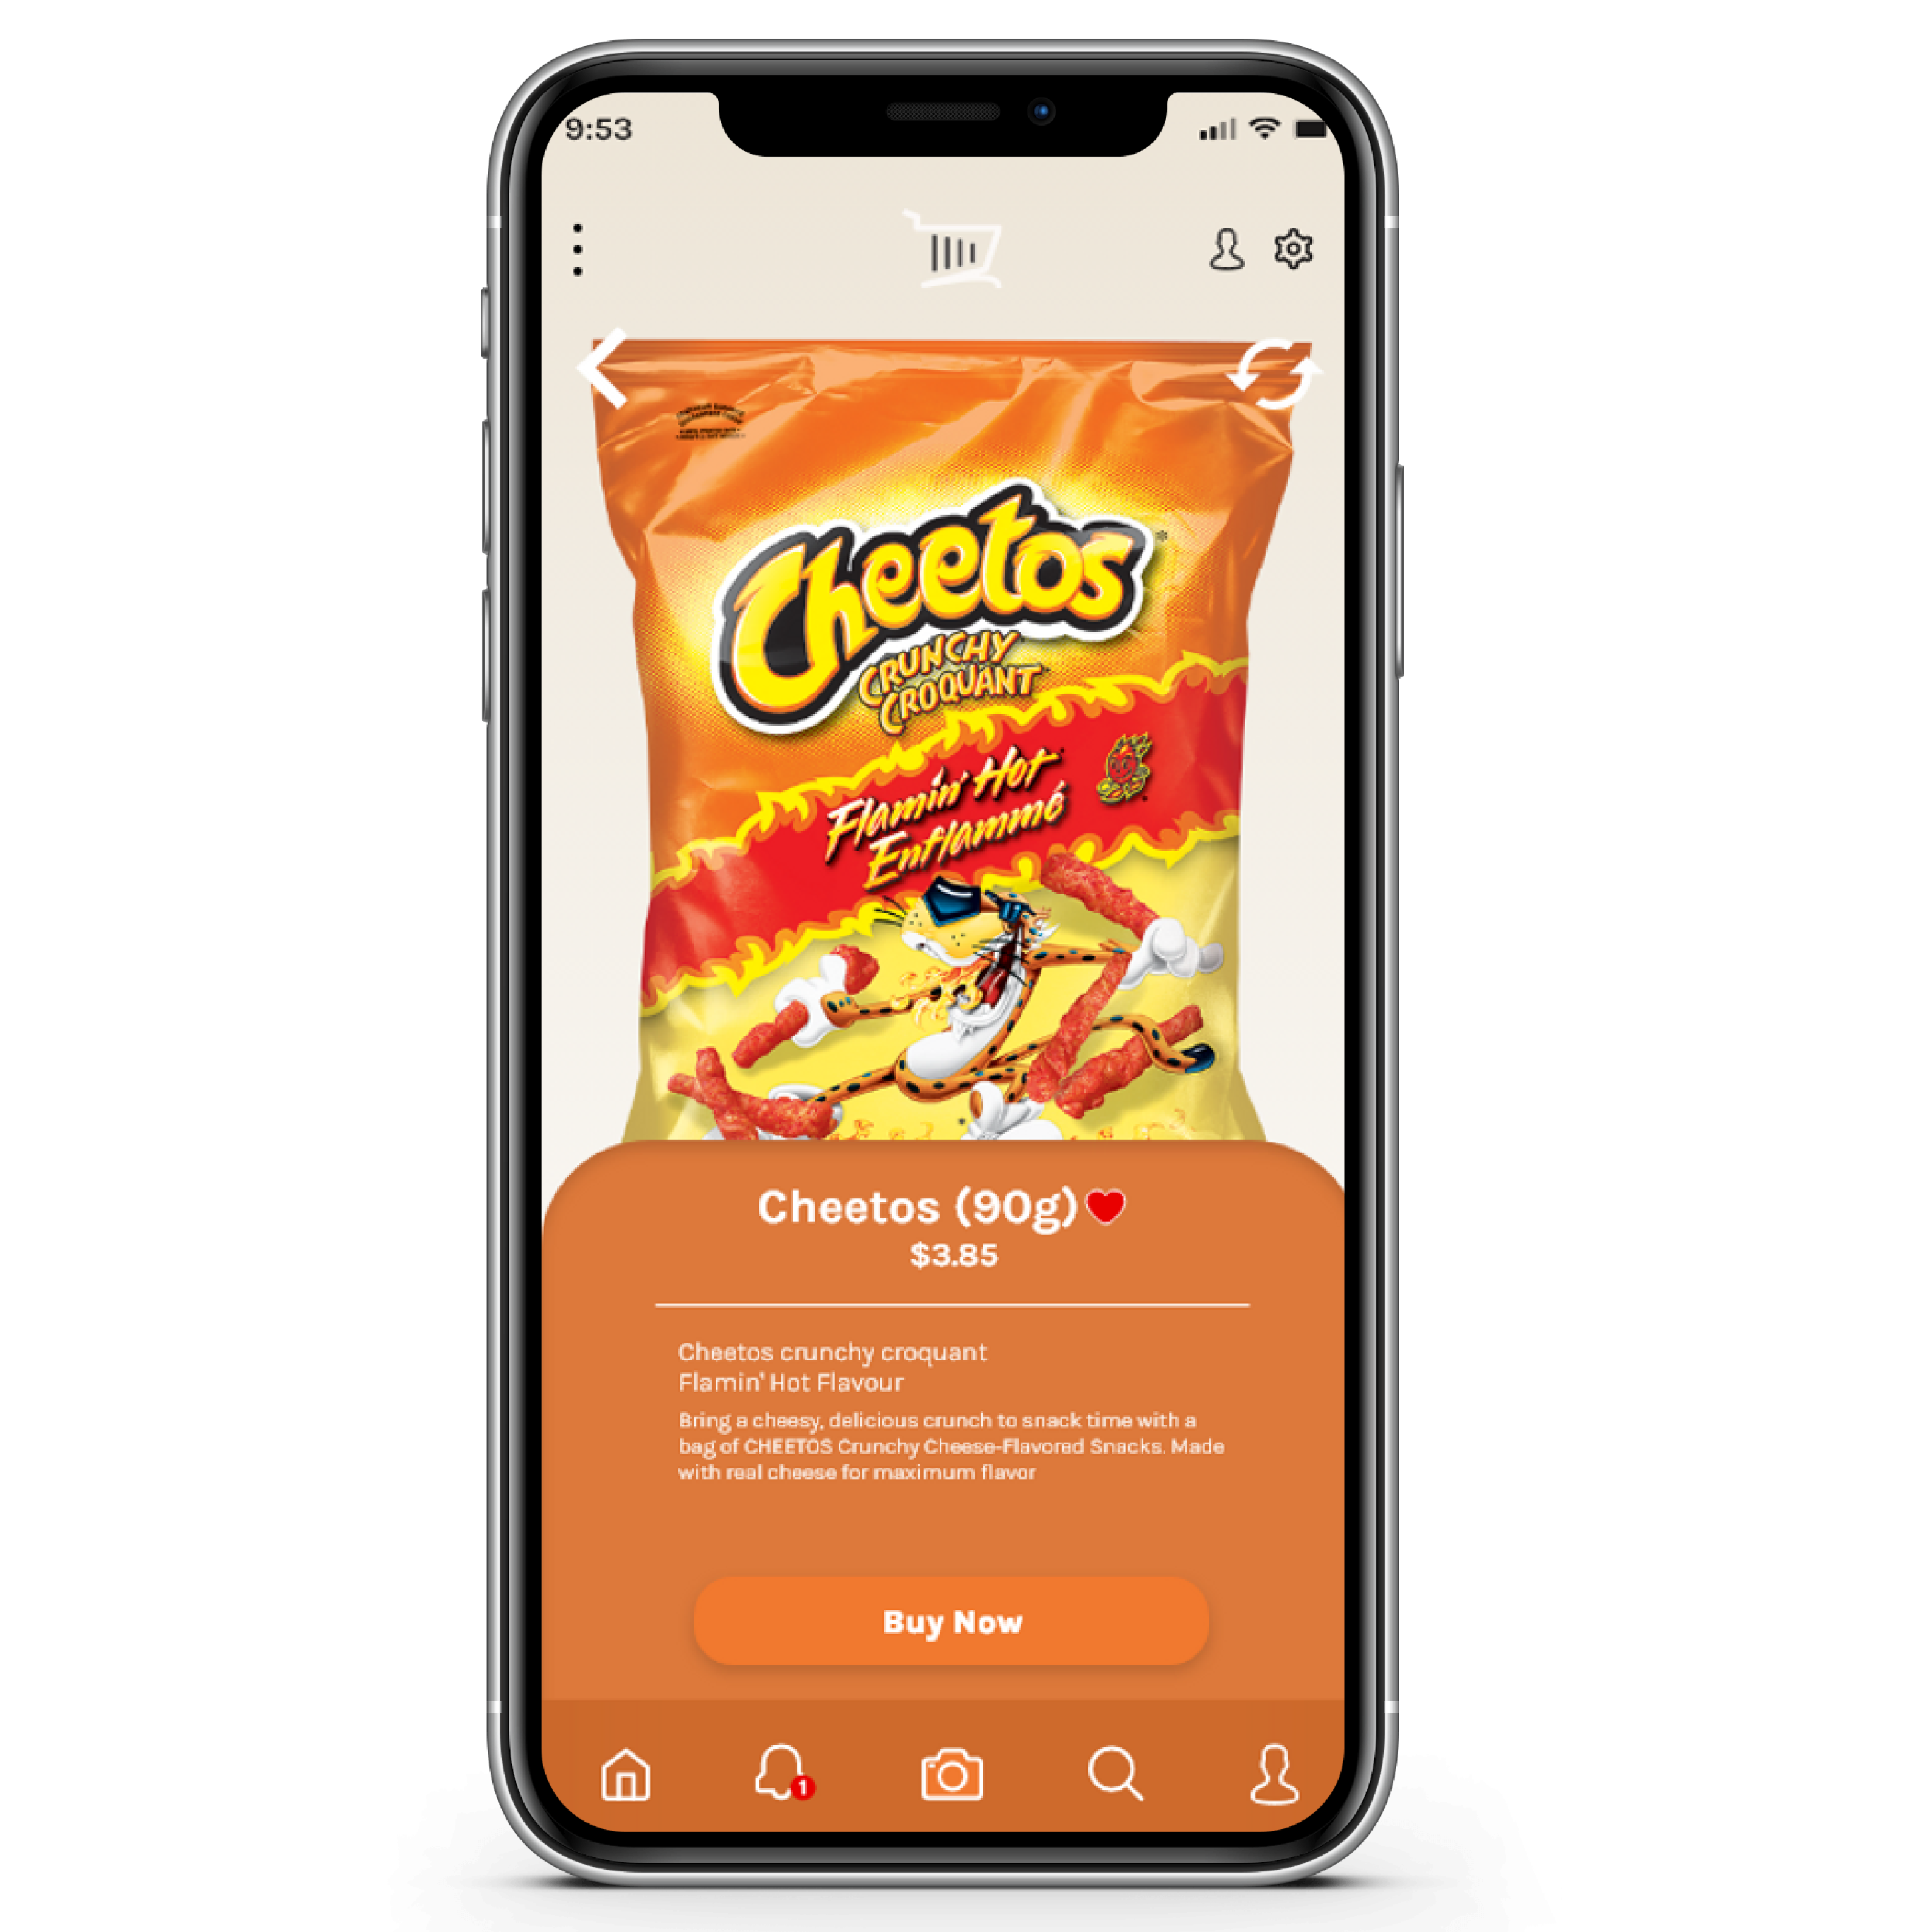 9:53
Cheetos
CRUNCHY
CROQUANT
Flamin' Hot
Enflammé
Cheetos (90g)
$3.85
Cheetos crunchy croquant
Flamin' Hot Flavour
Bring a cheesy, delicious crunch to snack time with a
bag of CHEETOS Crunchy Cheese-Flavored Snacks. Made
with real cheese for maximum flavor
Buy Now
1